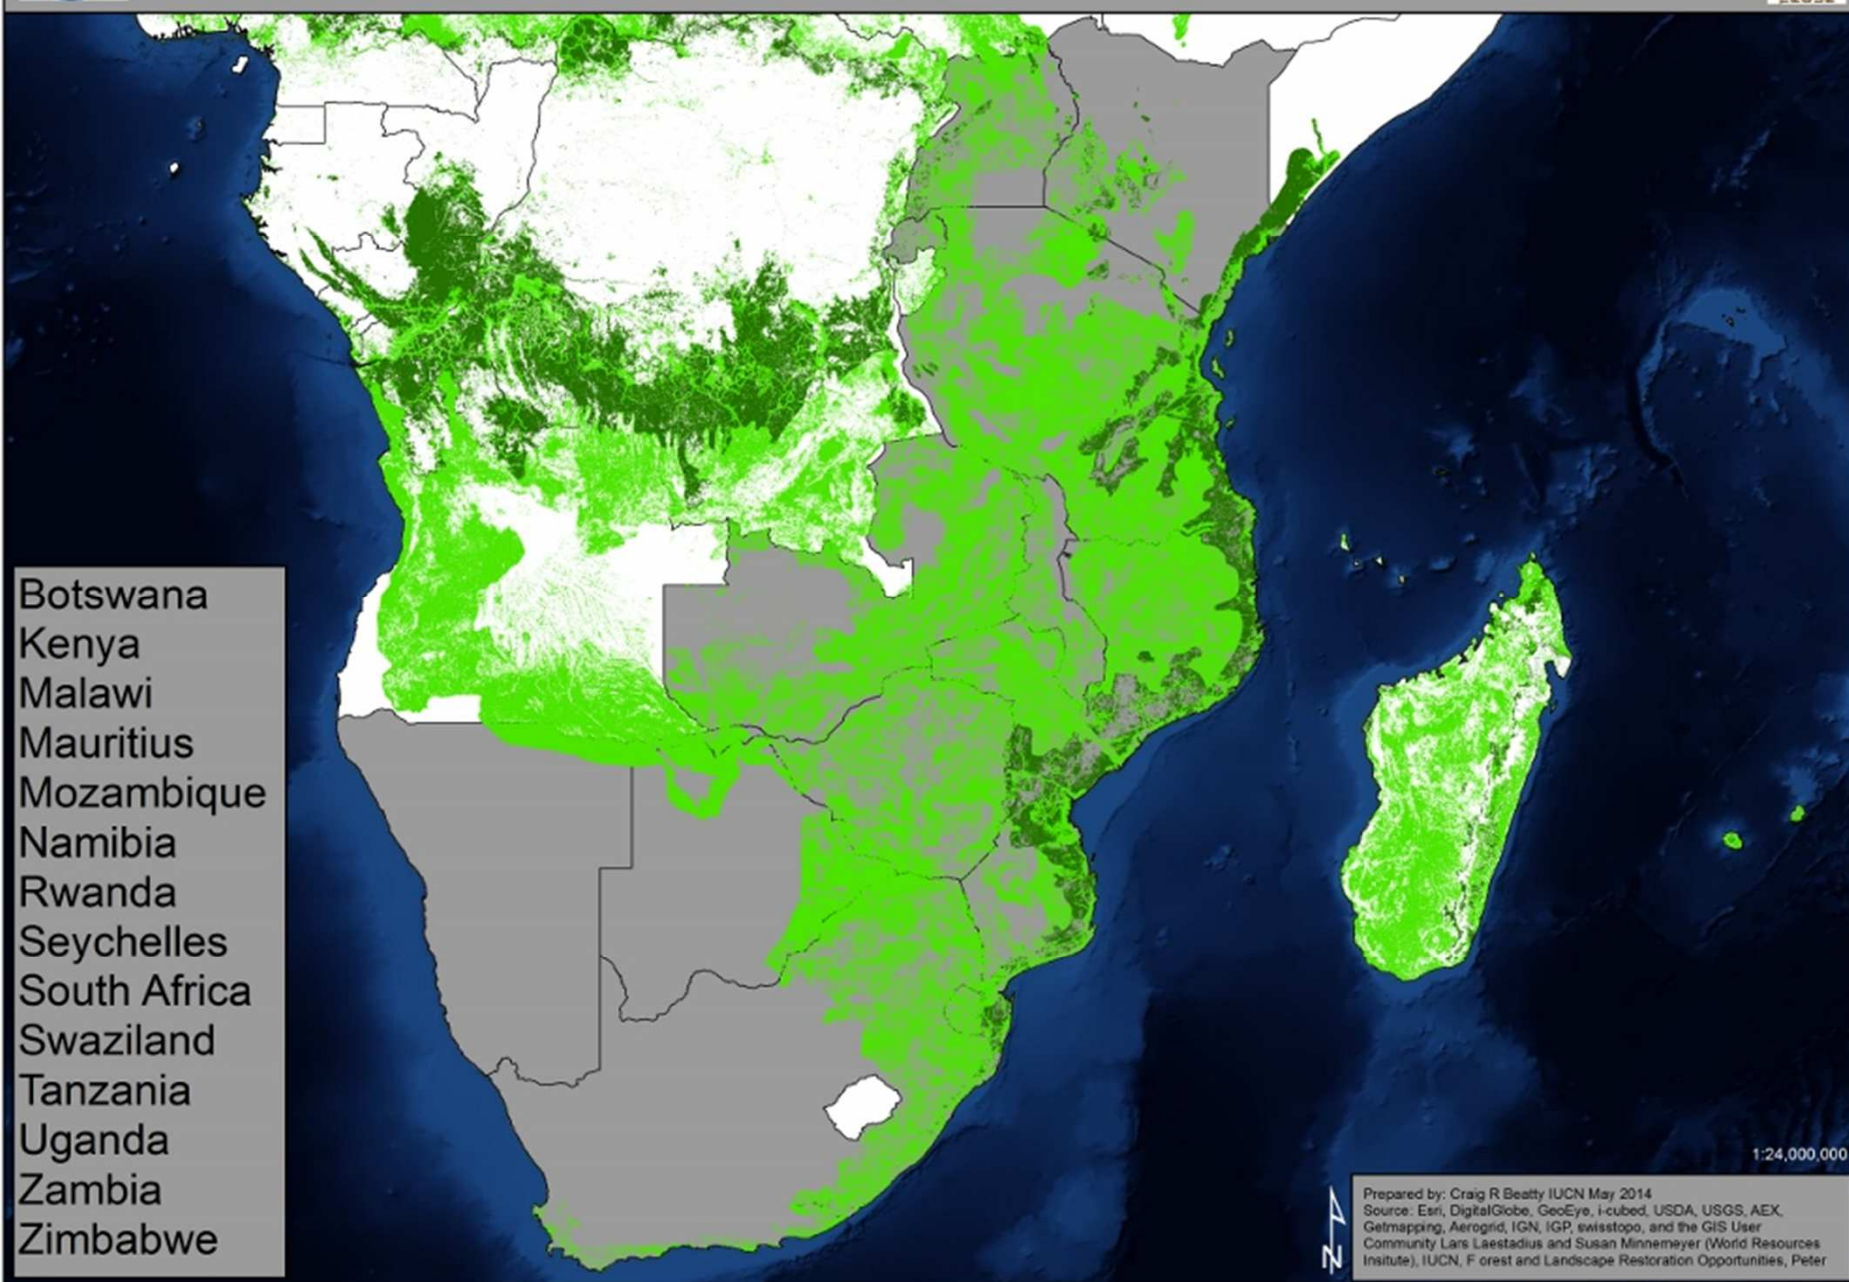 Botswana
Kenya
Malawi
Mauritius
Mozambique
Namibia
Rwanda
Seychelles
South Africa
Swaziland
Tanzania
Uganda
Zambia
Zimbabwe
1:24,000,000
N
Prepared by: Craig R Beatty IUCN May 2014
Source: Esri, DigitalGlobe, GeoEye, i-cubed, USDA, USGS, AEX,
Getmapping, Aerogrid, IGN, IGP, swisstopo, and the GIS User
Community Lars Laestadius and Susan Minnemeyer (World Resources
Insitute), IUCN, F orest and Landscape Restoration Opportunities, Peter